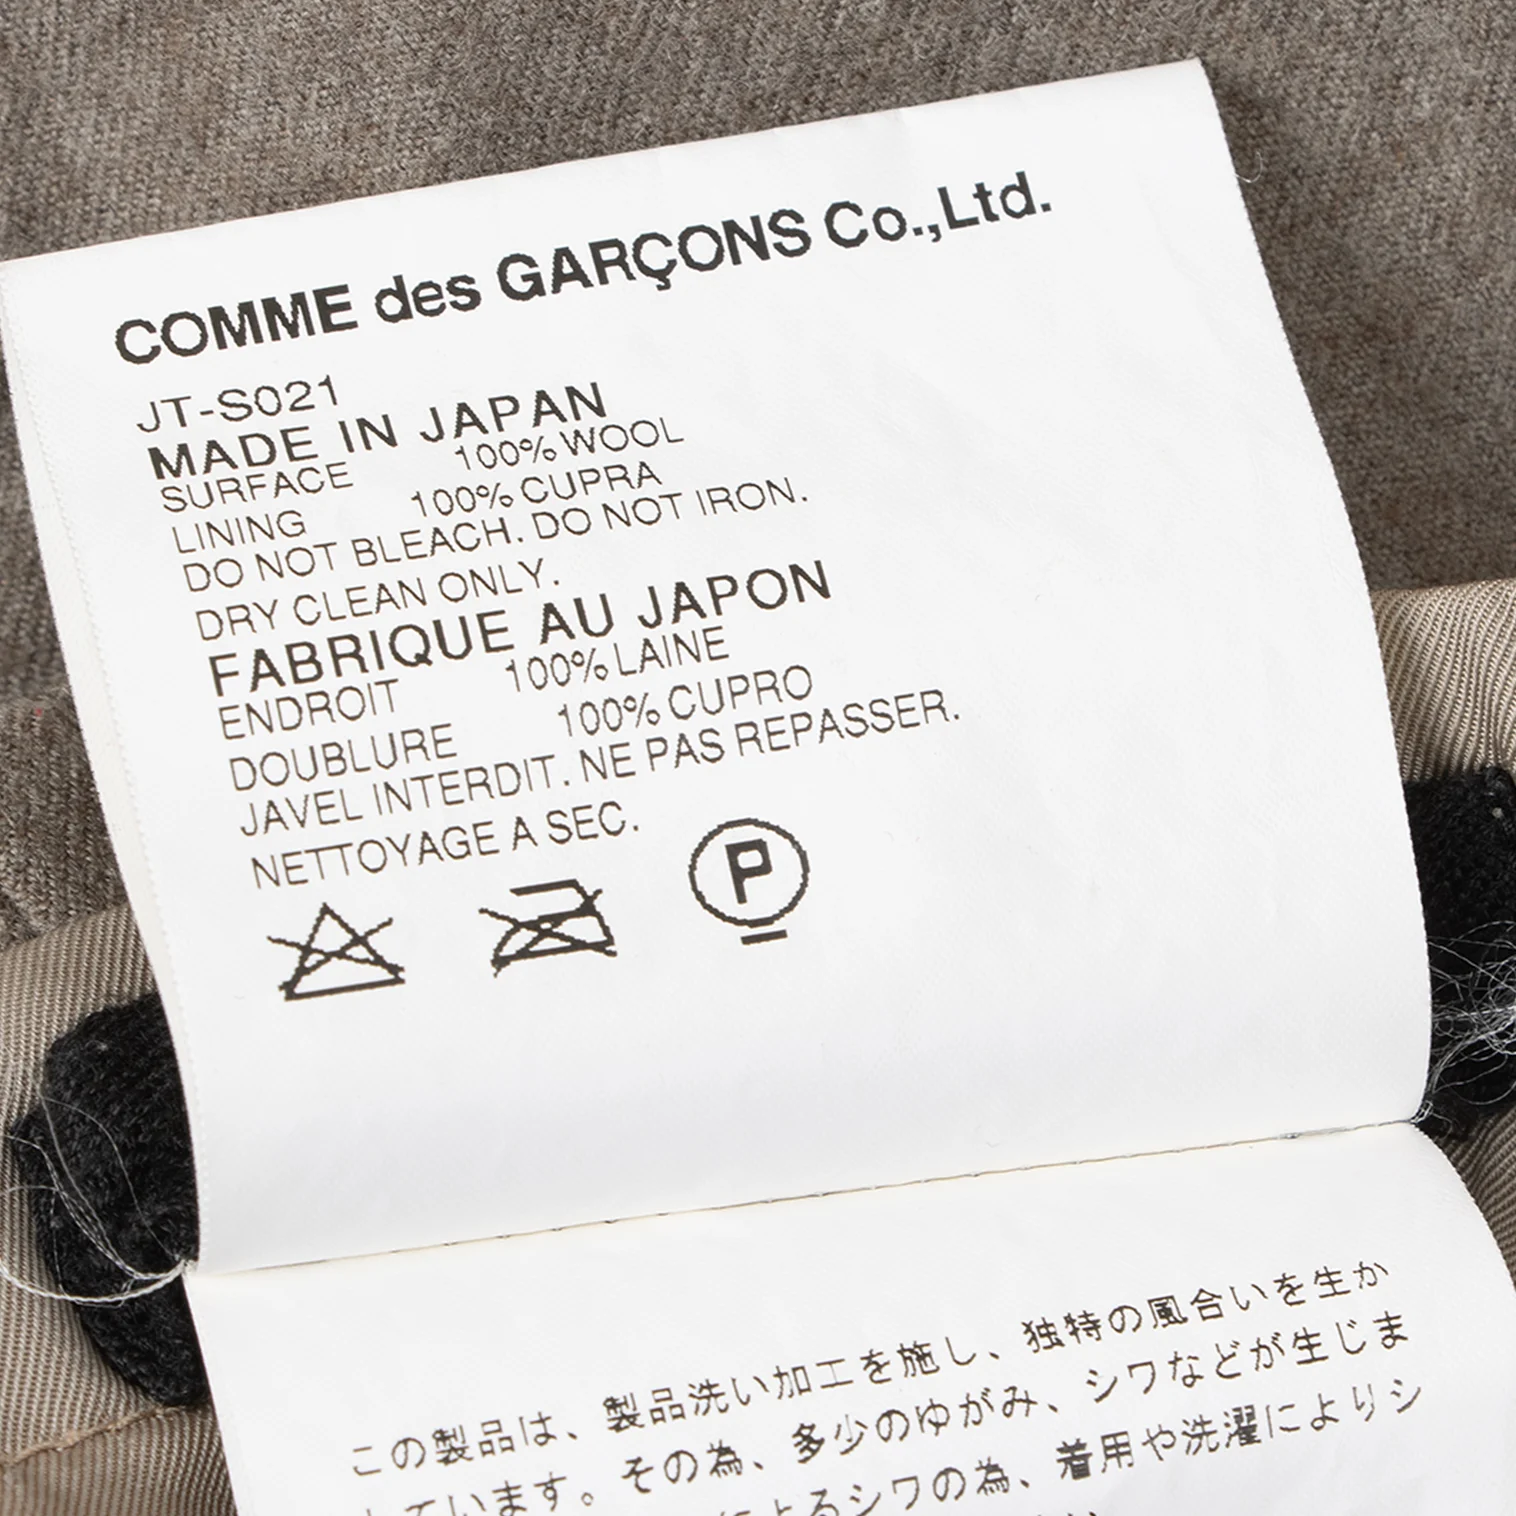 COMME des GARÇONS Co.,Ltd.
JT-S021
MADE IN JAPAN
SURFACE 100% WOOL
LINING 100% CUPRA
DO NOT BLEACH. DO NOT IRON.
DRY CLEAN ONLY.
FABRIQUE AU JAPON
ENDROIT 100% LAINE
DOUBLURE 100% CUPRO
JAVEL INTERDIT. NE PAS REPASSER.
NETTOYAGE A SEC.
P
この製品は、製品洗い加工を施し、独特の風合いを生か
しています。その為、多少のゆがみ、シワなどが生じま
によるシワの為、着用や洗濯によりシ